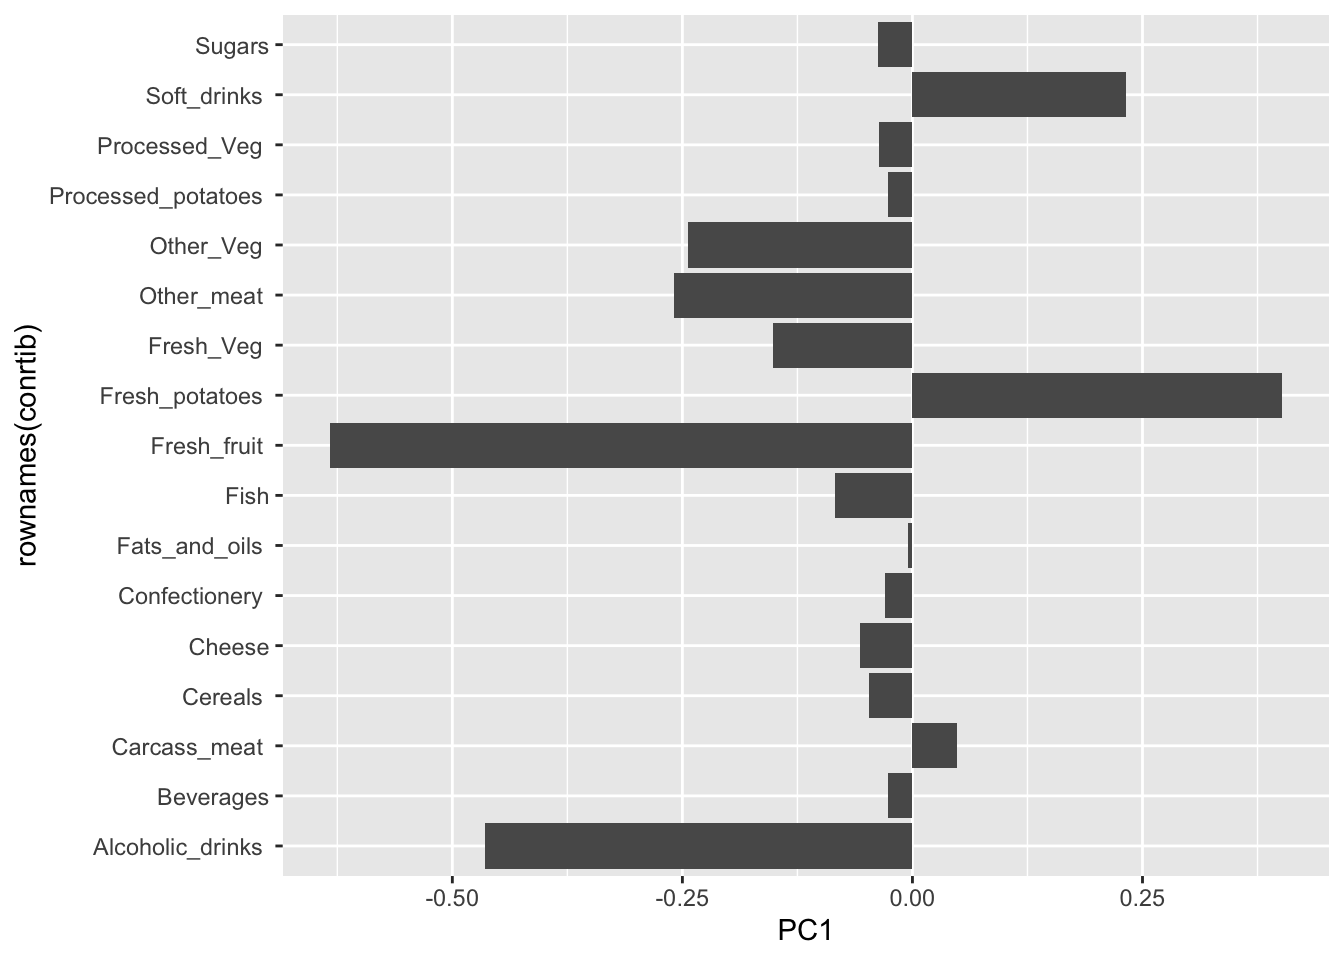 Sugars
Soft_drinks
Processed_Veg
Processed_potatoes
Other_Veg
Other_meat
Fresh_Veg
Fresh_potatoes
Fresh_fruit
Fish
Fats_and_oils
Confectionery
Cheese
Cereals
Carcass_meat
Beverages
Alcoholic_drinks
rownames(conrtib)
-0.50 -0.25 0.00 0.25
PC1